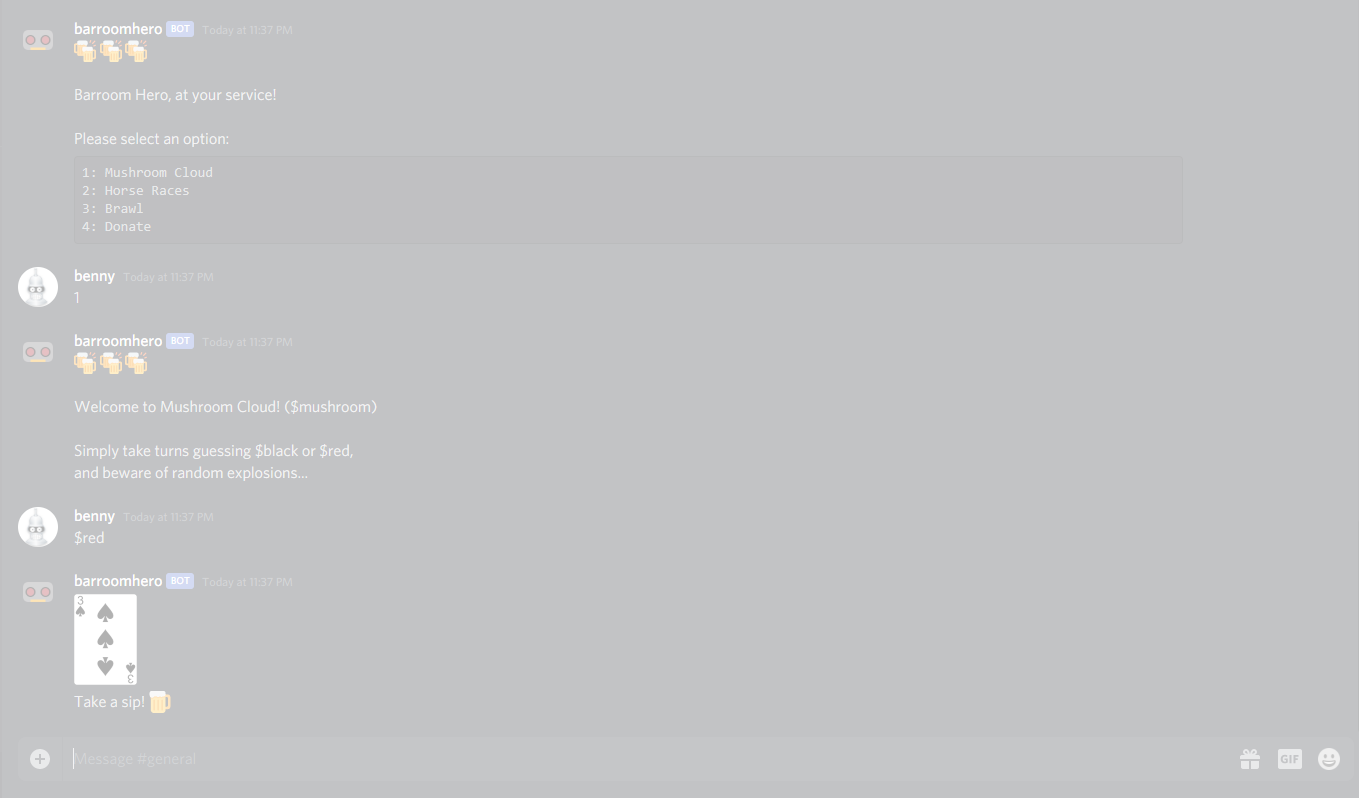 barroomhero BOT Today at 11:37 PM
Barroom Hero, at your service!
Please select an option:
1: Mushroom Cloud
2: Horse Races
3: Brawl
4: Donate
benny Today at 11:37 PM
1
barroomhero BOT Today at 11:37 PM
Welcome to Mushroom Cloud! ($mushroom)
Simply take turns guessing $black or $red,
and beware of random explosions...
benny Today at 11:37 PM
$red
barroomhero BOT Today at 11:37 PM
3
3
Take a sip!
Message #general
GIF